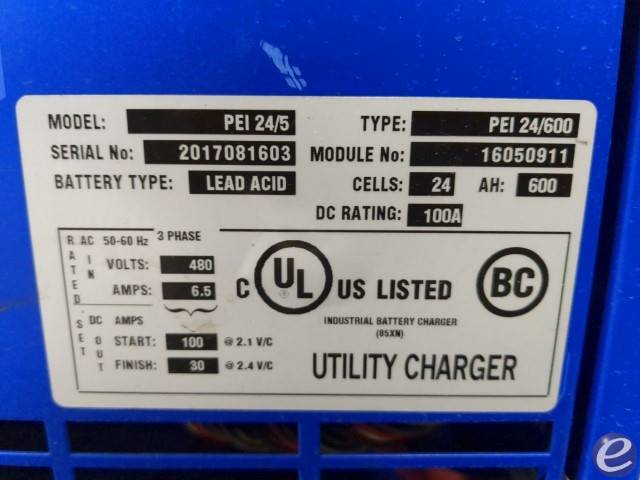 MODEL: PEI 24/5 TYPE: PEI 24/600
SERIAL No: 2017081603 MODULE No: 16050911
BATTERY TYPE: LEAD ACID CELLS: 24 AH: 600
DC RATING: 100A
RATED AC IN 50-60 Hz 3 PHASE
VOLTS: 480
AMPS: 6.5
C UL US LISTED BC
INDUSTRIAL BATTERY CHARGER
(85XN)
SET DC OUT AMPS
START: 100 @ 2.1 V/C
FINISH: 30 @ 2.4 V/C
UTILITY CHARGER
e